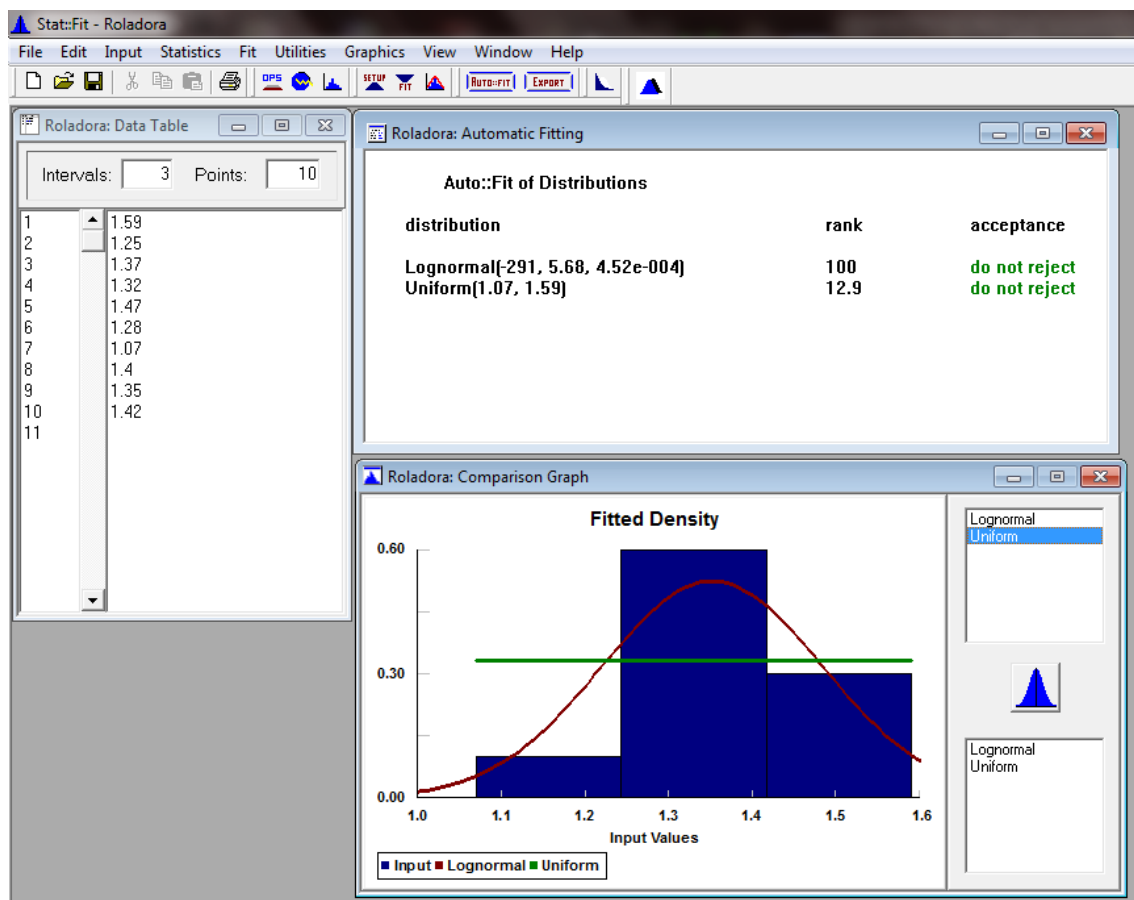 Stat::Fit - Roladora
File Edit Input Statistics Fit Utilities Graphics View Window Help
OPS SETUP FIT AUTO::FIT EXPORT
Roladora: Data Table
Intervals: 3 Points: 10
1 1.59
2 1.25
3 1.37
4 1.32
5 1.47
6 1.28
7 1.07
8 1.4
9 1.35
10 1.42
11
Roladora: Automatic Fitting
Auto::Fit of Distributions
distribution rank acceptance
Lognormal(-291, 5.68, 4.52e-004) 100 do not reject
Uniform(1.07, 1.59) 12.9 do not reject
Roladora: Comparison Graph
Fitted Density
0.60
0.30
0.00
1.0 1.1 1.2 1.3 1.4 1.5 1.6
Input Values
Input Lognormal Uniform
Lognormal
Uniform
Lognormal
Uniform